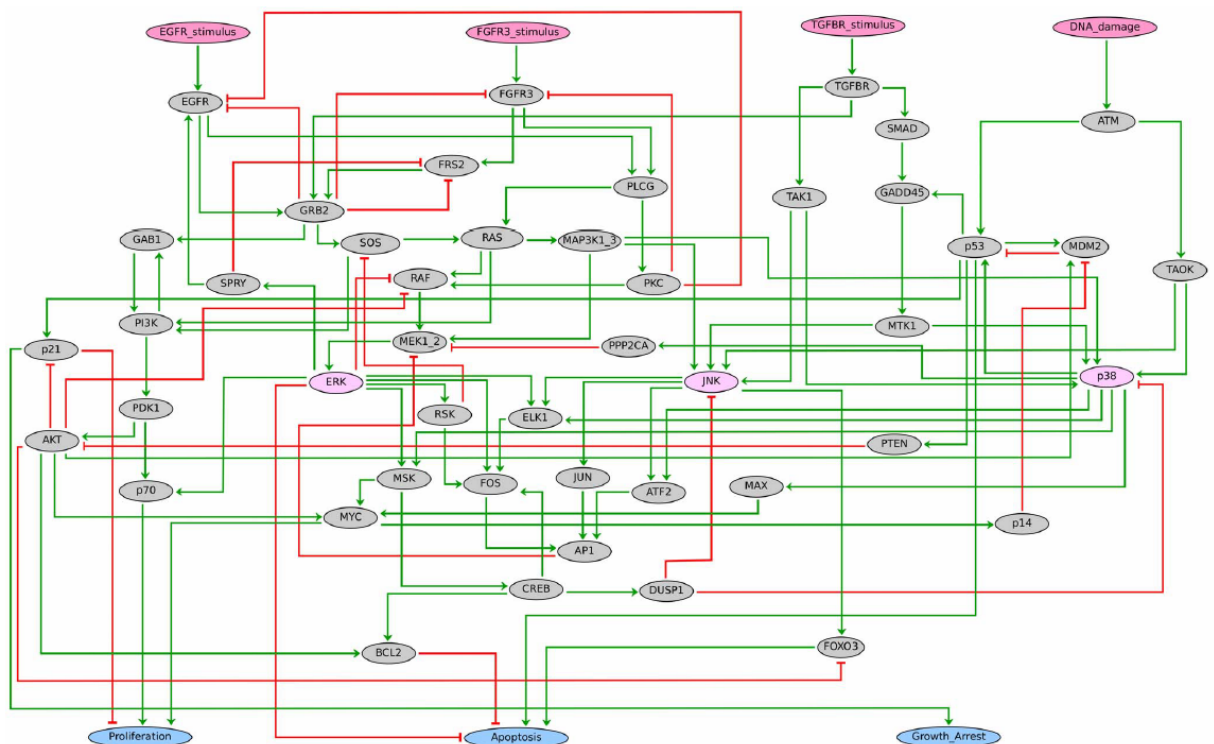 EGFR_stimulus
FGFR3_stimulus
TGFBR_stimulus
DNA_damage
EGFR
FGFR3
TGFBR
ATM
SMAD
FRS2
PLCG
TAK1
GADD45
GRB2
GAB1
SOS
RAS
MAP3K1_3
p53
MDM2
TAOK
SPRY
RAF
PKC
PI3K
MTK1
p21
MEK1_2
PPP2CA
ERK
JNK
p38
PDK1
RSK
ELK1
AKT
PTEN
MSK
FOS
JUN
p70
ATF2
MAX
MYC
p14
AP1
CREB
DUSP1
BCL2
FOXO3
Proliferation
Apoptosis
Growth_Arrest